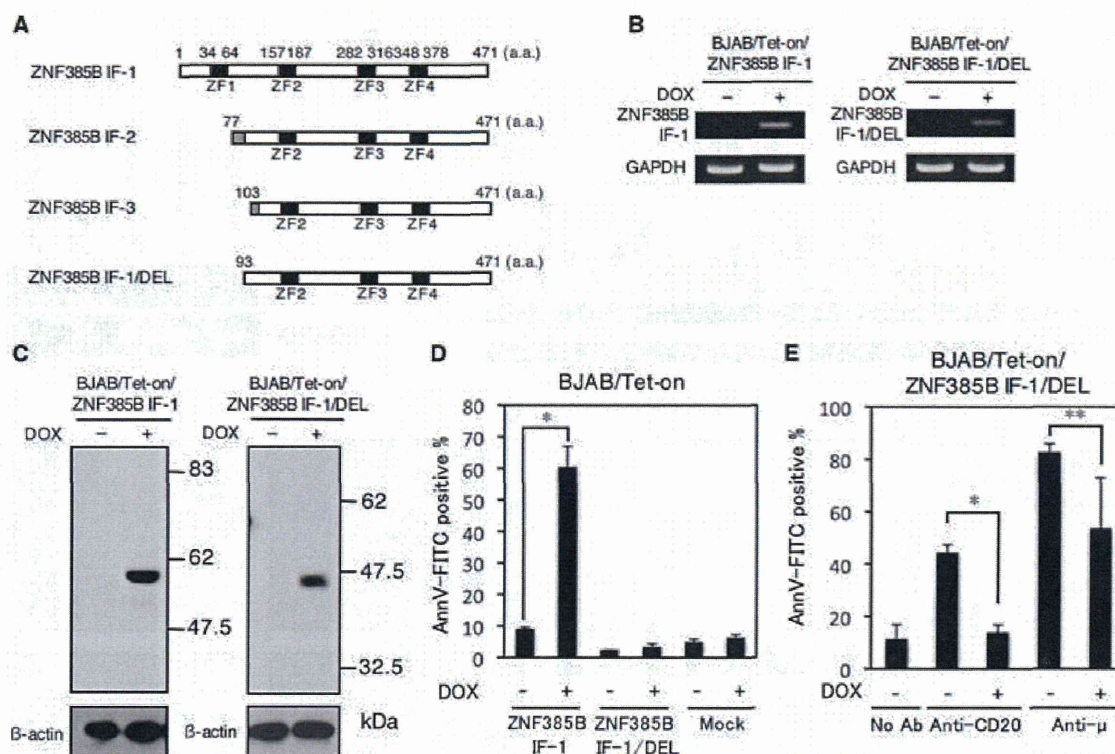 A
1 34 64 157187 282 316348 378 471 (a.a.)
ZNF385B IF-1
ZF1 ZF2 ZF3 ZF4
77 471 (a.a.)
ZNF385B IF-2
ZF2 ZF3 ZF4
103 471 (a.a.)
ZNF385B IF-3
ZF2 ZF3 ZF4
93 471 (a.a.)
ZNF385B IF-1/DEL
ZF2 ZF3 ZF4
B
BJAB/Tet-on/
ZNF385B IF-1
DOX - +
ZNF385B
IF-1
GAPDH
BJAB/Tet-on/
ZNF385B IF-1/DEL
DOX - +
ZNF385B
IF-1/DEL
GAPDH
C
BJAB/Tet-on/
ZNF385B IF-1
DOX - +
83
62
47.5
β-actin
BJAB/Tet-on/
ZNF385B IF-1/DEL
DOX - +
62
47.5
32.5
β-actin
kDa
D
BJAB/Tet-on
AnnV-FITC positive %
80
70
60
50
40
30
20
10
0
*
DOX - + - + - +
ZNF385B ZNF385B Mock
IF-1 IF-1/DEL
E
BJAB/Tet-on/
ZNF385B IF-1/DEL
AnnV-FITC positive %
100
80
60
40
20
0
*
**
DOX - - + - +
No Ab Anti-CD20 Anti-μ